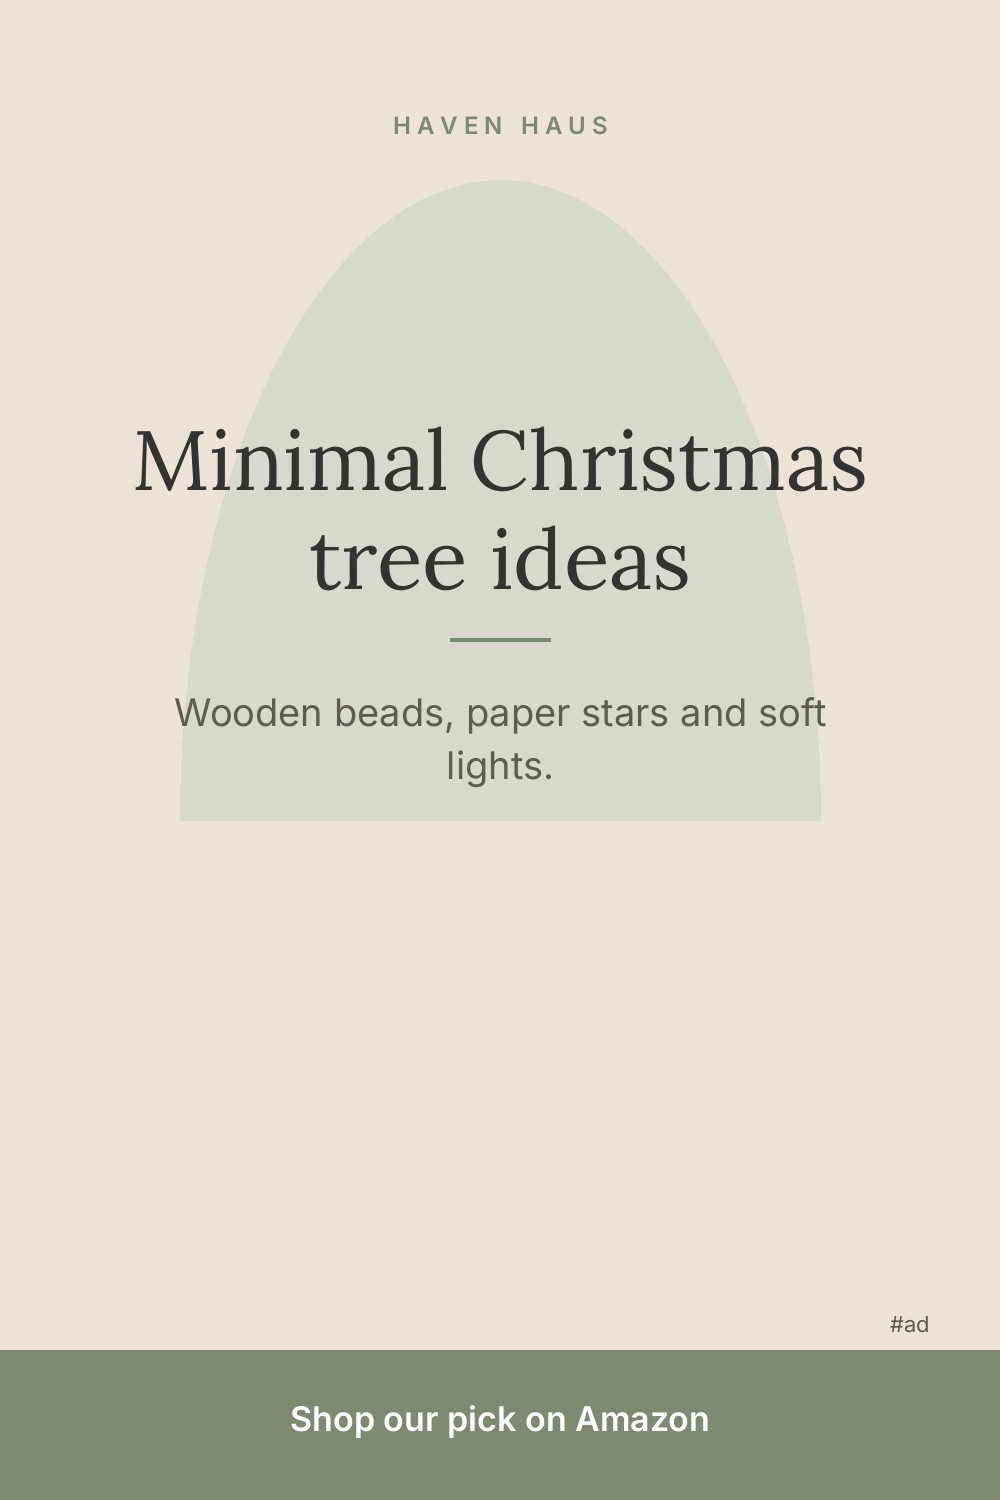 HAVEN HAUS
Minimal Christmas
tree ideas
Wooden beads, paper stars and soft
lights.
#ad
Shop our pick on Amazon